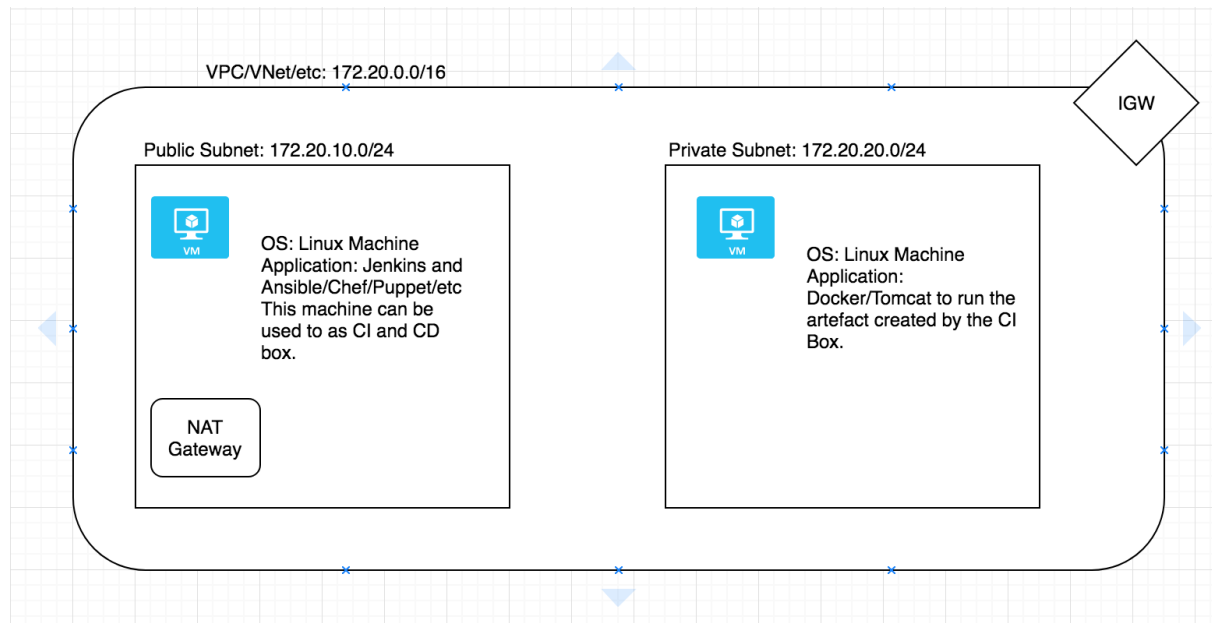 VPC/VNet/etc: 172.20.0.0/16
IGW
Public Subnet: 172.20.10.0/24
VM
OS: Linux Machine
Application: Jenkins and
Ansible/Chef/Puppet/etc
This machine can be
used to as CI and CD
box.
NAT
Gateway
Private Subnet: 172.20.20.0/24
VM
OS: Linux Machine
Application:
Docker/Tomcat to run the
artefact created by the CI
Box.